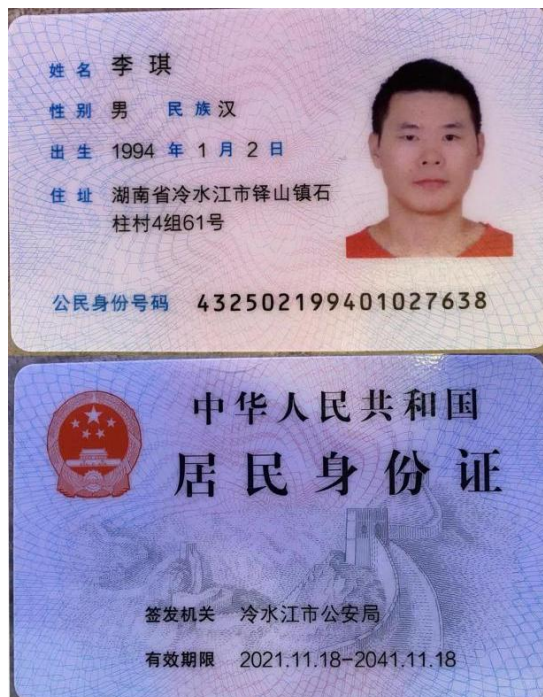 姓名 李琪
性别 男 民族 汉
出生 1994 年 1 月 2 日
住址 湖南省冷水江市铎山镇石
柱村4组61号
公民身份号码 432502199401027638
中华人民共和国
居民身份证
签发机关 冷水江市公安局
有效期限 2021.11.18-2041.11.18